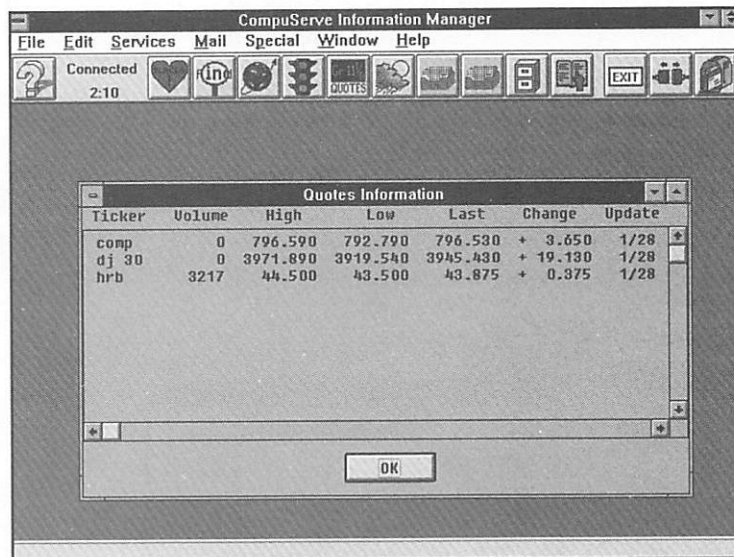 CompuServe Information Manager
File Edit Services Mail Special Window Help
Connected
2:10
QUOTES
EXIT
Quotes Information
Ticker Volume High Low Last Change Update
comp 0 796.590 792.790 796.530 + 3.650 1/28
dj 30 0 3971.890 3919.540 3945.430 + 19.130 1/28
hrb 3217 44.500 43.500 43.875 + 0.375 1/28
OK